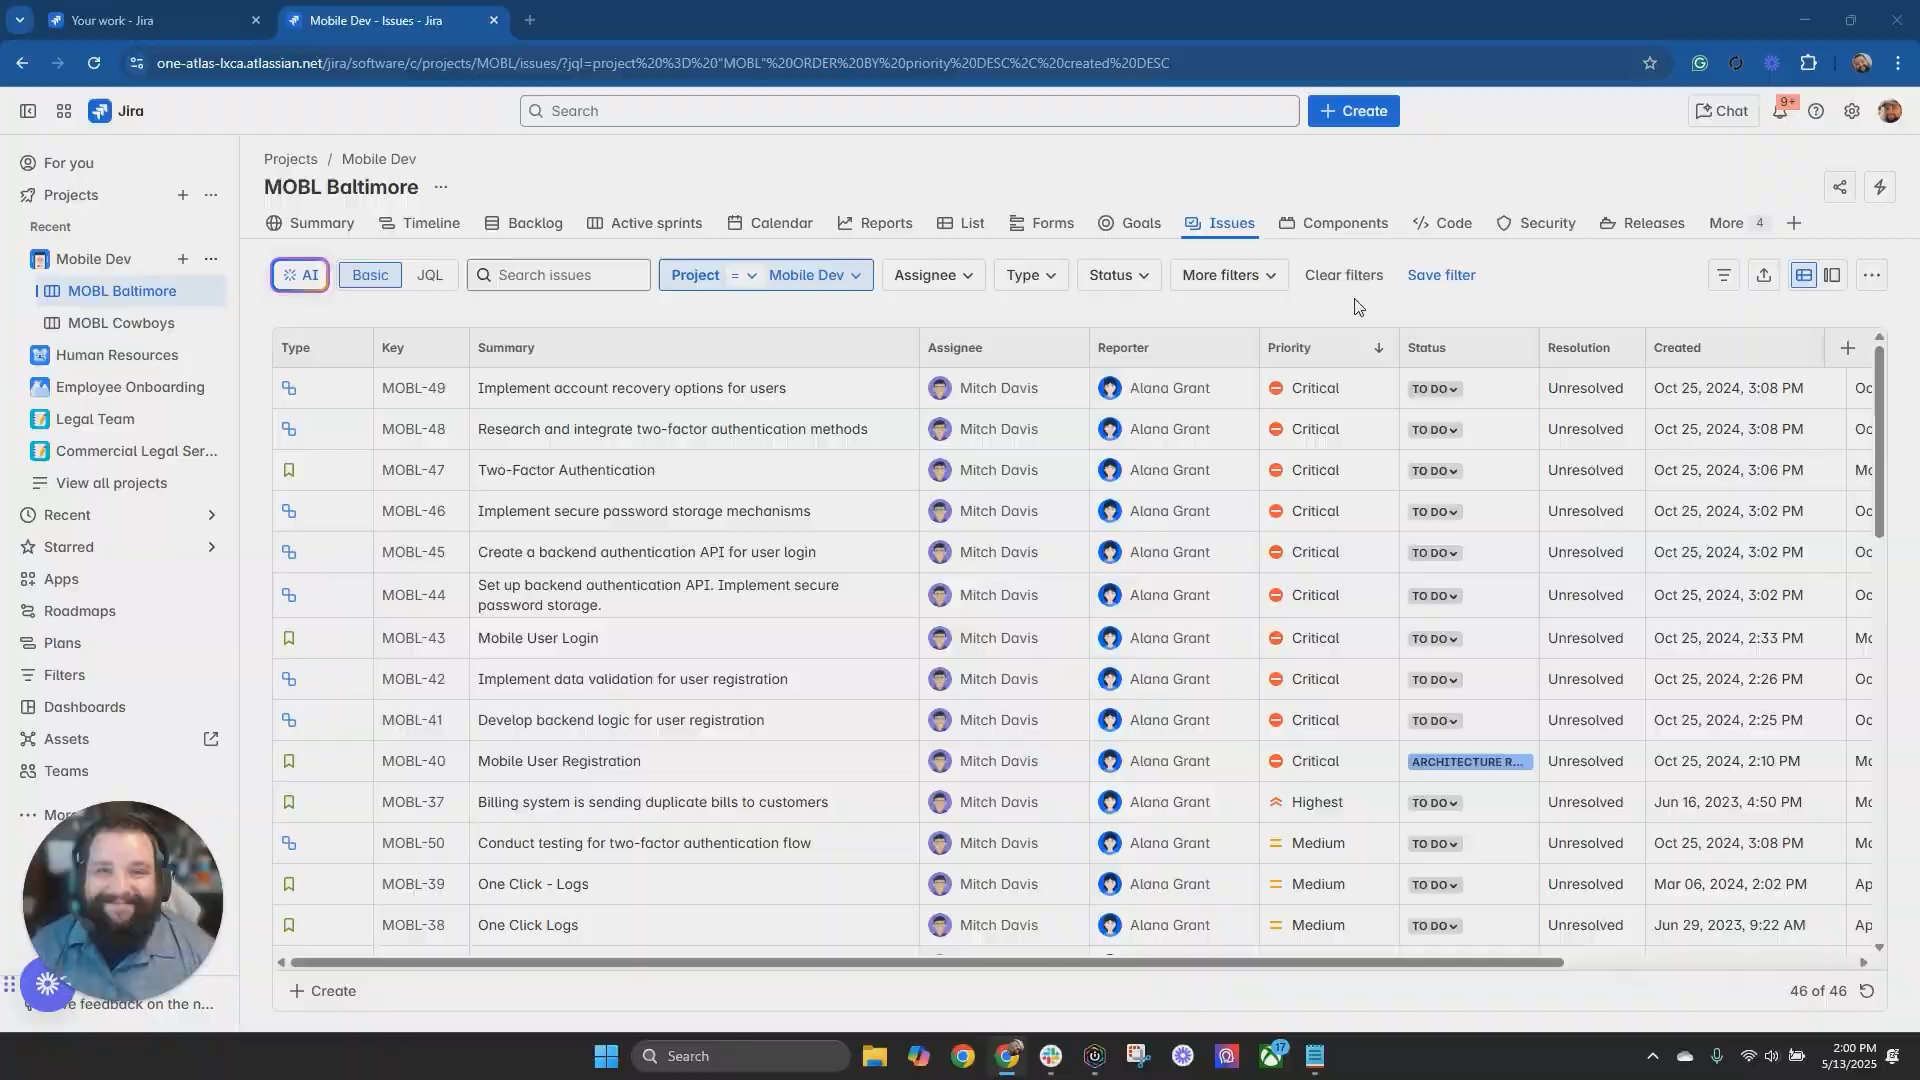 Your work - Jira
Mobile Dev - Issues - Jira
one-atlas-lxca.atlassian.net/jira/software/c/projects/MOBL/issues/?jql=project%20%3D%20"MOBL"%20ORDER%20BY%20priority%20DESC%2C%20created%20DESC
Jira
Search
Create
Chat
9+
For you
Projects
Recent
Mobile Dev
MOBL Baltimore
MOBL Cowboys
Human Resources
Employee Onboarding
Legal Team
Commercial Legal Ser...
View all projects
Recent
Starred
Apps
Roadmaps
Plans
Filters
Dashboards
Assets
Teams
feedback on the n...
Projects / Mobile Dev
MOBL Baltimore
Summary Timeline Backlog Active sprints Calendar Reports List Forms Goals Issues Components Code Security Releases More 4
AI Basic JQL Search issues Project = Mobile Dev Assignee Type Status More filters Clear filters Save filter
Type Key Summary Assignee Reporter Priority Status Resolution Created
MOBL-49 Implement account recovery options for users Mitch Davis Alana Grant Critical TO DO Unresolved Oct 25, 2024, 3:08 PM Oc
MOBL-48 Research and integrate two-factor authentication methods Mitch Davis Alana Grant Critical TO DO Unresolved Oct 25, 2024, 3:08 PM Oc
MOBL-47 Two-Factor Authentication Mitch Davis Alana Grant Critical TO DO Unresolved Oct 25, 2024, 3:06 PM Mc
MOBL-46 Implement secure password storage mechanisms Mitch Davis Alana Grant Critical TO DO Unresolved Oct 25, 2024, 3:02 PM Oc
MOBL-45 Create a backend authentication API for user login Mitch Davis Alana Grant Critical TO DO Unresolved Oct 25, 2024, 3:02 PM Oc
MOBL-44 Set up backend authentication API. Implement secure password storage. Mitch Davis Alana Grant Critical TO DO Unresolved Oct 25, 2024, 3:02 PM Oc
MOBL-43 Mobile User Login Mitch Davis Alana Grant Critical TO DO Unresolved Oct 25, 2024, 2:33 PM Mc
MOBL-42 Implement data validation for user registration Mitch Davis Alana Grant Critical TO DO Unresolved Oct 25, 2024, 2:26 PM Oc
MOBL-41 Develop backend logic for user registration Mitch Davis Alana Grant Critical TO DO Unresolved Oct 25, 2024, 2:25 PM Oc
MOBL-40 Mobile User Registration Mitch Davis Alana Grant Critical ARCHITECTURE R... Unresolved Oct 25, 2024, 2:10 PM Mc
MOBL-37 Billing system is sending duplicate bills to customers Mitch Davis Alana Grant Highest TO DO Unresolved Jun 16, 2023, 4:50 PM Mc
MOBL-50 Conduct testing for two-factor authentication flow Mitch Davis Alana Grant Medium TO DO Unresolved Oct 25, 2024, 3:08 PM Mc
MOBL-39 One Click - Logs Mitch Davis Alana Grant Medium TO DO Unresolved Mar 06, 2024, 2:02 PM Ap
MOBL-38 One Click Logs Mitch Davis Alana Grant Medium TO DO Unresolved Jun 29, 2023, 9:22 AM Ap
Create
46 of 46
Search
17
2:00 PM
5/13/2025